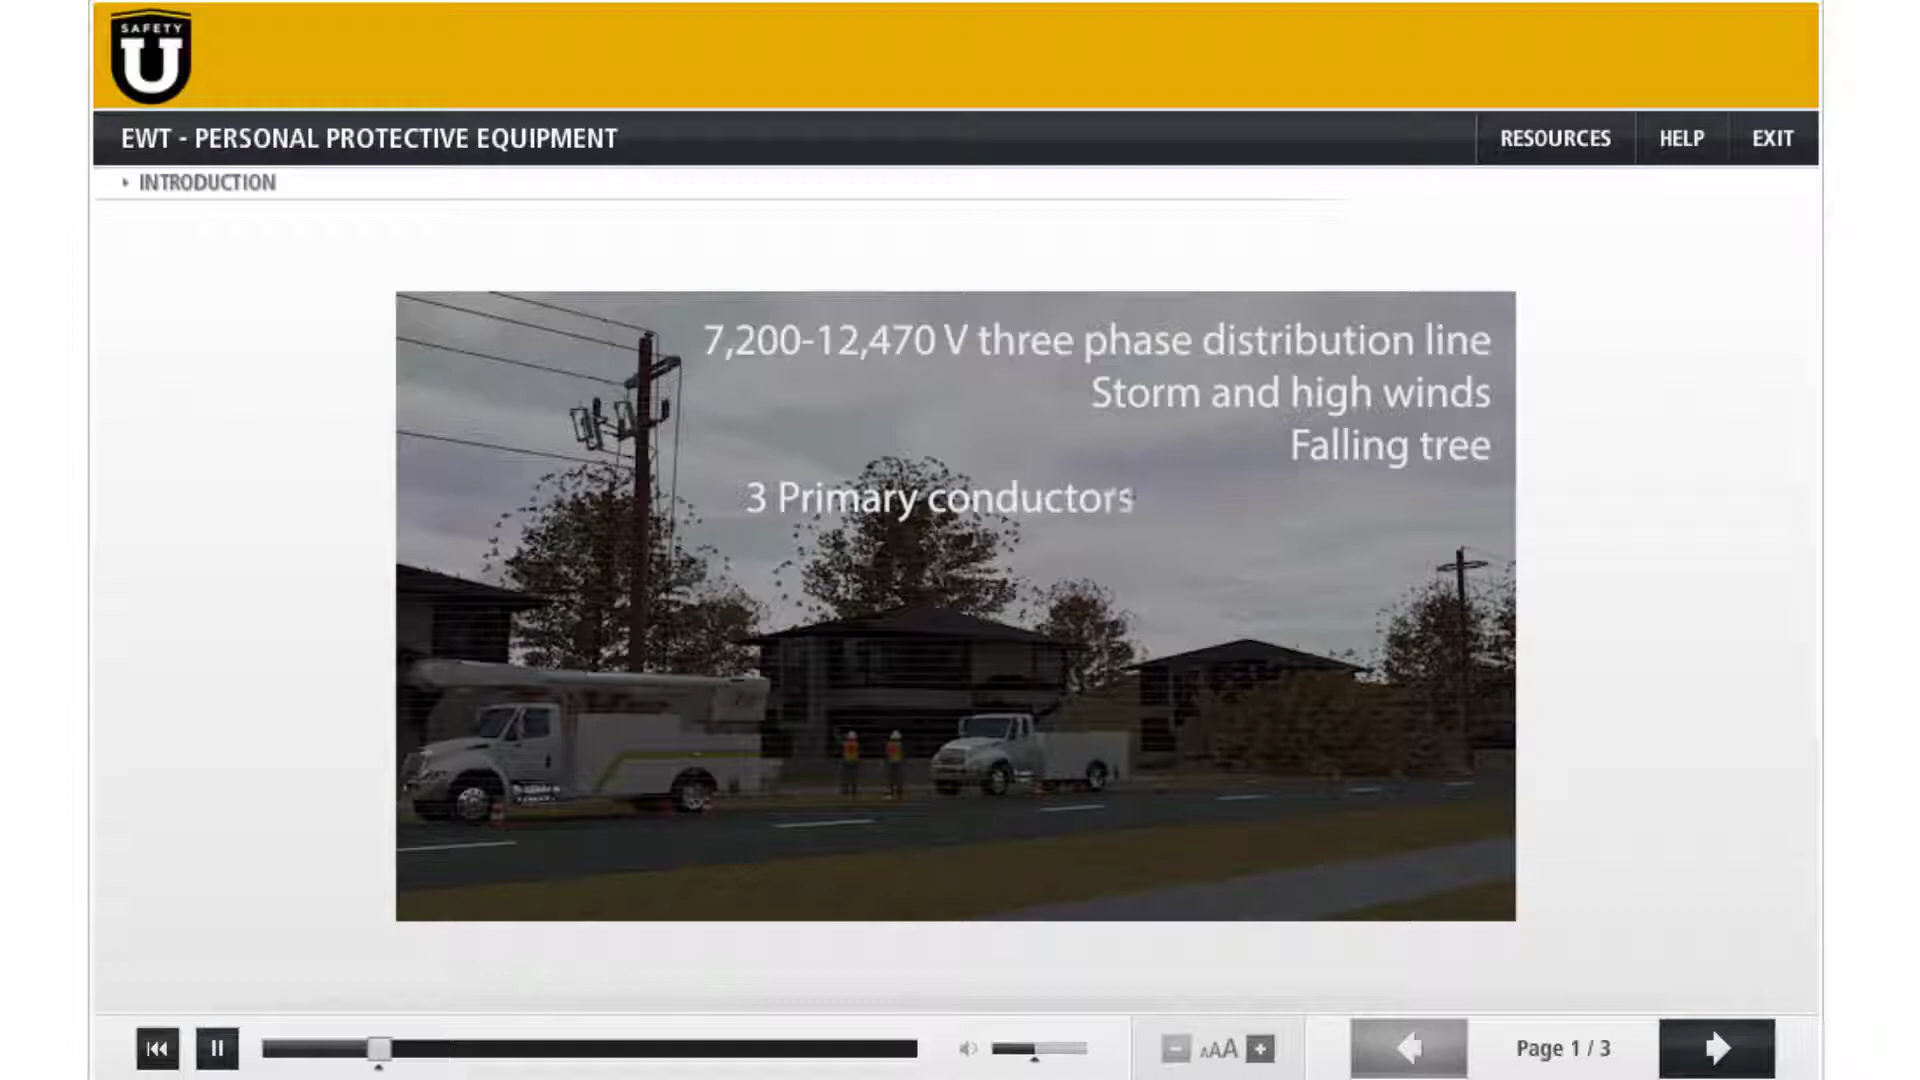 SAFETY
U
EWT - PERSONAL PROTECTIVE EQUIPMENT
RESOURCES
HELP
EXIT
INTRODUCTION
7,200-12,470 V three phase distribution line
Storm and high winds
Falling tree
3 Primary conductors
AAA
Page 1 / 3